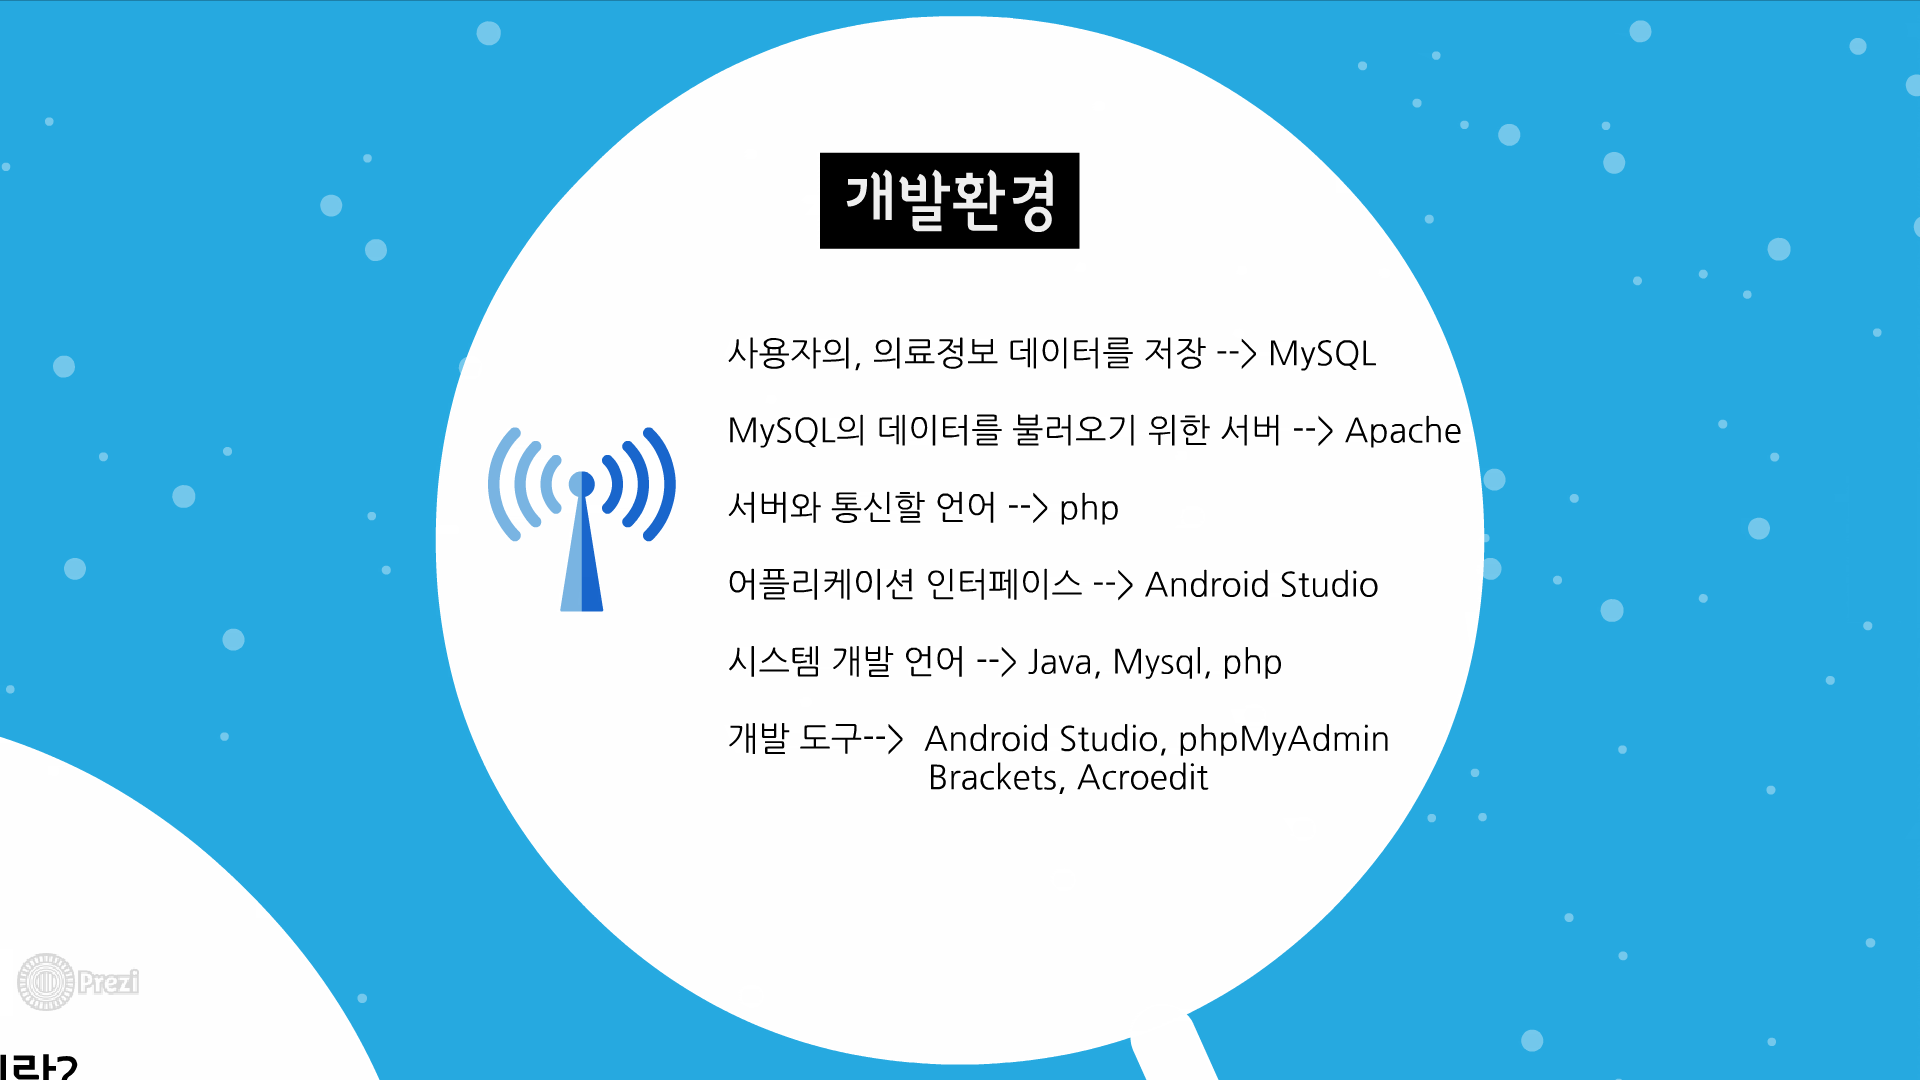 개발환경
사용자의, 의료정보 데이터를 저장 --> MySQL
MySQL의 데이터를 불러오기 위한 서버 --> Apache
서버와 통신할 언어 --> php
어플리케이션 인터페이스 --> Android Studio
시스템 개발 언어 --> Java, Mysql, php
개발 도구--> Android Studio, phpMyAdmin
Brackets, Acroedit
Prezi